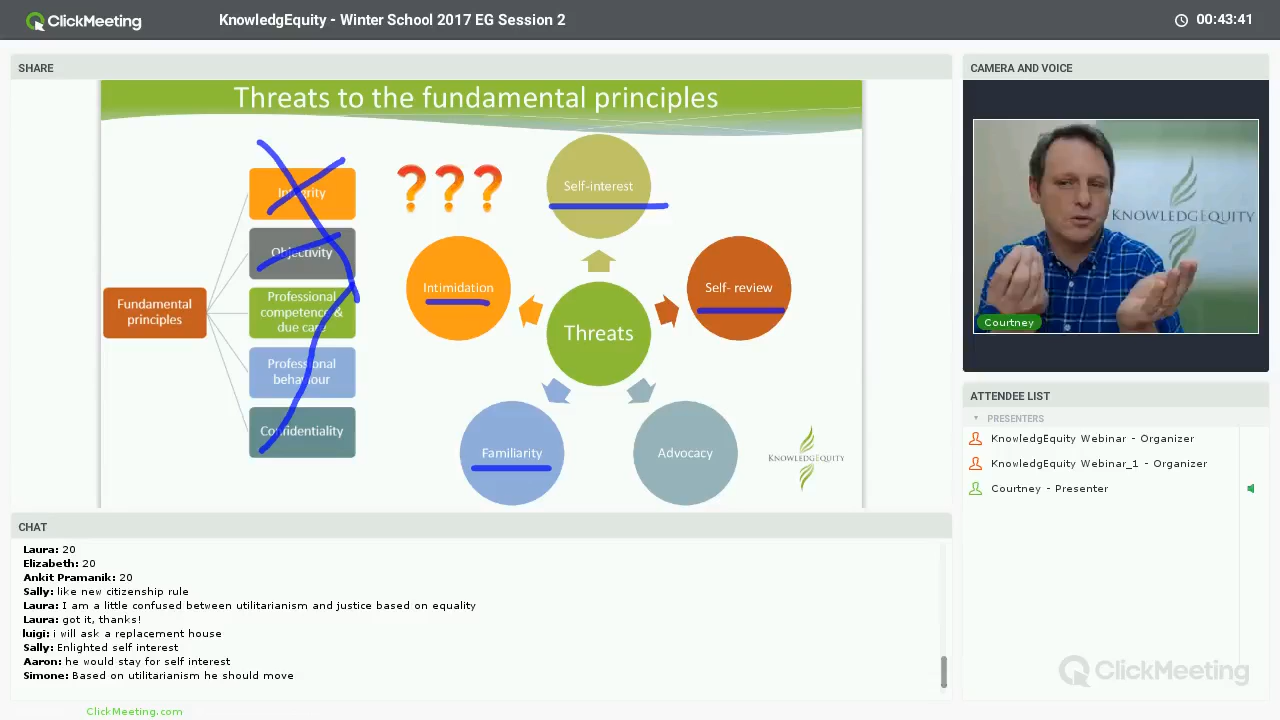 ClickMeeting
KnowledgEquity - Winter School 2017 EG Session 2
00:43:41
SHARE
Threats to the fundamental principles
Fundamental
principles
Integrity
Objectivity
Professional
competence &
due care
Professional
behaviour
Confidentiality
???
Self-interest
Intimidation
Self- review
Threats
Familiarity
Advocacy
KNOWLEDGEQUITY
CAMERA AND VOICE
KNOWLEDGEQUITY
Courtney
ATTENDEE LIST
PRESENTERS
KnowledgEquity Webinar - Organizer
KnowledgEquity Webinar_1 - Organizer
Courtney - Presenter
CHAT
Laura: 20
Elizabeth: 20
Ankit Pramanik: 20
Sally: like new citizenship rule
Laura: I am a little confused between utilitarianism and justice based on equality
Laura: got it, thanks!
luigi: i will ask a replacement house
Sally: Enlighted self interest
Aaron: he would stay for self interest
Simone: Based on utilitarianism he should move
ClickMeeting
ClickMeeting.com